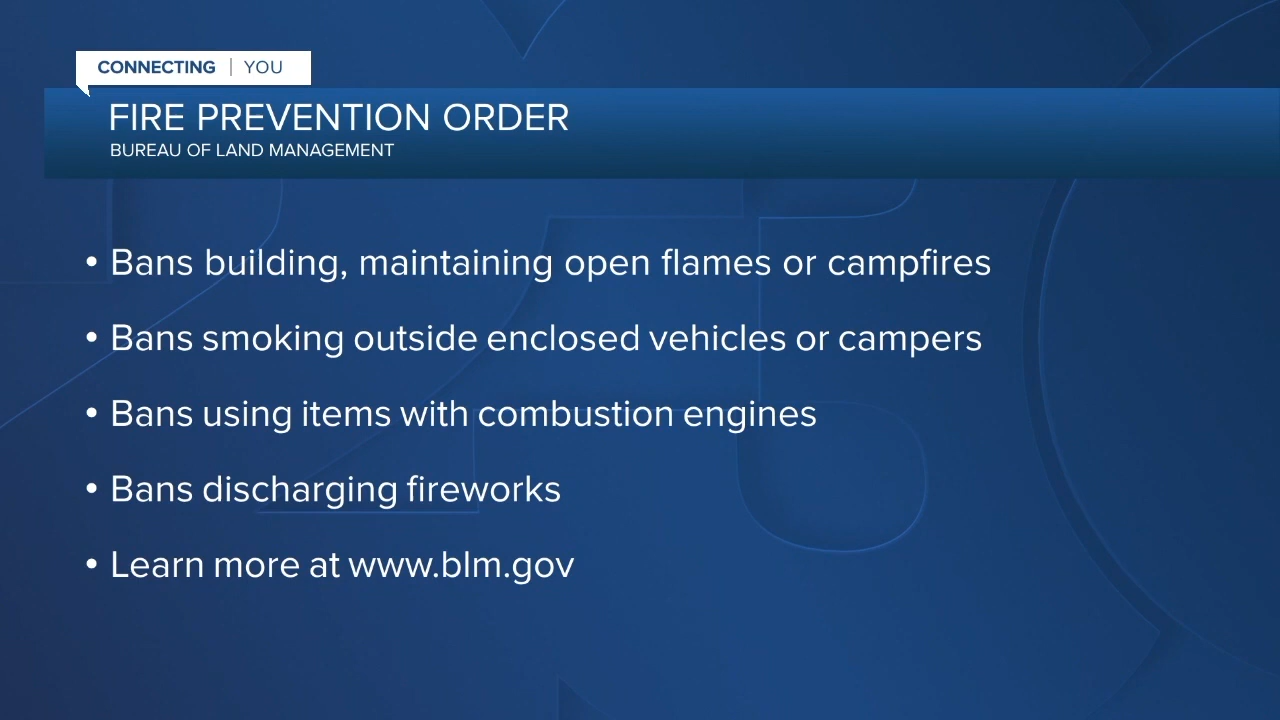 CONNECTING | YOU
FIRE PREVENTION ORDER
BUREAU OF LAND MANAGEMENT
• Bans building, maintaining open flames or campfires
• Bans smoking outside enclosed vehicles or campers
• Bans using items with combustion engines
• Bans discharging fireworks
• Learn more at www.blm.gov